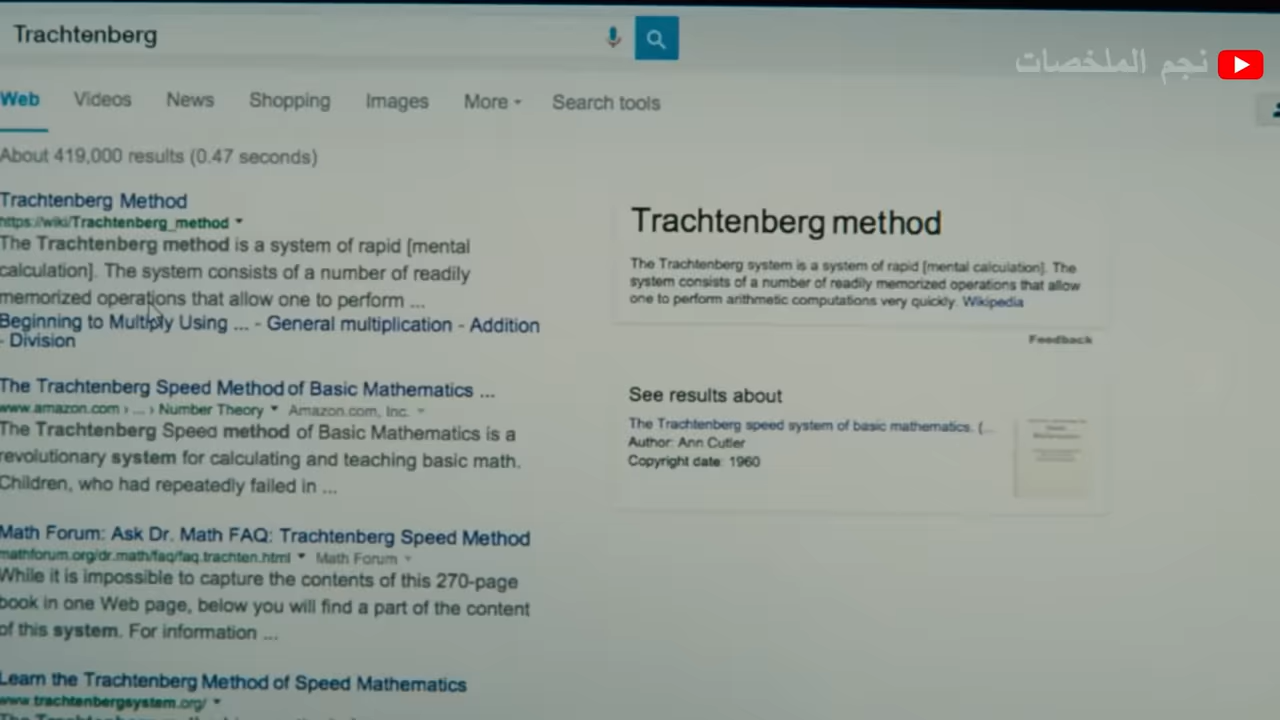 Trachtenberg
نجم الملخصات
Web Videos News Shopping Images More Search tools
About 419,000 results (0.47 seconds)
Trachtenberg Method
https://wiki/Trachtenberg_method
The Trachtenberg method is a system of rapid [mental
calculation]. The system consists of a number of readily
memorized operations that allow one to perform ...
Beginning to Multiply Using ... - General multiplication - Addition
- Division
The Trachtenberg Speed Method of Basic Mathematics ...
www.amazon.com › ... › Number Theory Amazon.com, Inc.
The Trachtenberg Speed method of Basic Mathematics is a
revolutionary system for calculating and teaching basic math.
Children, who had repeatedly failed in ...
Math Forum: Ask Dr. Math FAQ: Trachtenberg Speed Method
mathforum.org/dr.math/faq/faq.trachten.html Math Forum
While it is impossible to capture the contents of this 270-page
book in one Web page, below you will find a part of the content
of this system. For information ...
Learn the Trachtenberg Method of Speed Mathematics
www.trachtenbergsystem.org/
Trachtenberg method
The Trachtenberg system is a system of rapid [mental calculation]. The
system consists of a number of readily memorized operations that allow
one to perform arithmetic computations very quickly. Wikipedia
Feedback
See results about
The Trachtenberg speed system of basic mathematics. (...
Author: Ann Cutler
Copyright date: 1960